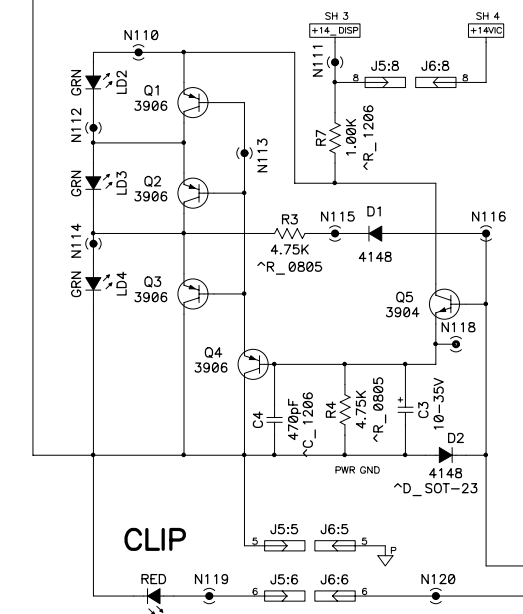 SH 3
SH 4
+14_DISP
+14VIC
N110
N111
J5:8
J6:8
8
8
GRN
LD2
Q1
3906
R7
1.00K
^R_1206
N112
N113
GRN
LD3
Q2
3906
R3
N115
D1
N116
4.75K
4148
^R_0805
N114
GRN
LD4
Q3
3906
Q5
3904
N118
Q4
3906
C4
470pF
^C_1206
R4
4.75K
^R_0805
+
C3
10-35V
D2
PWR GND
4148
^D_SOT-23
CLIP
J5:5
J6:5
5
5
P
RED
N119
J5:6
J6:6
N120
6
6